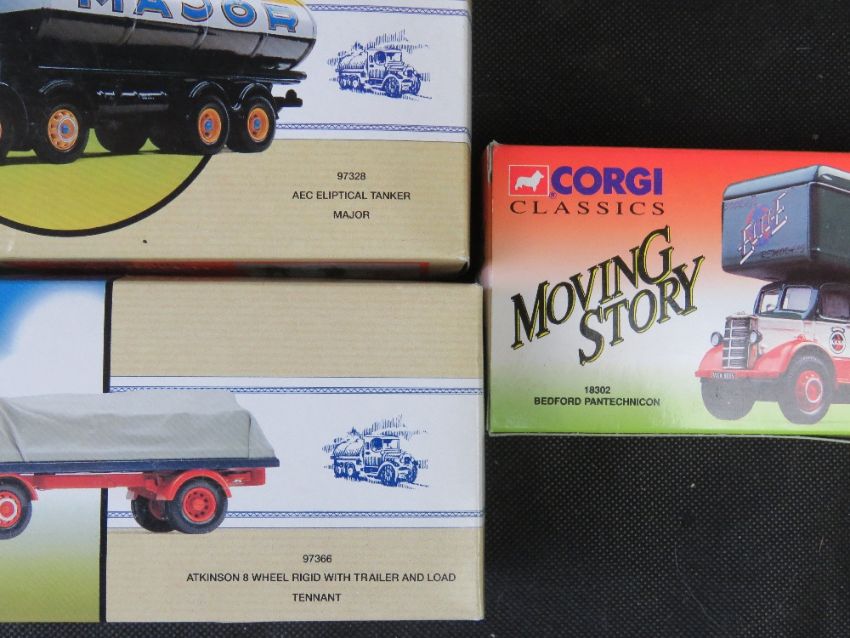 MAJOR
97328
AEC ELIPTICAL TANKER
MAJOR
97366
ATKINSON 8 WHEEL RIGID WITH TRAILER AND LOAD
TENNANT
CORGI
CLASSICS
MOVING
STORY
18302
BEDFORD PANTECHNICON